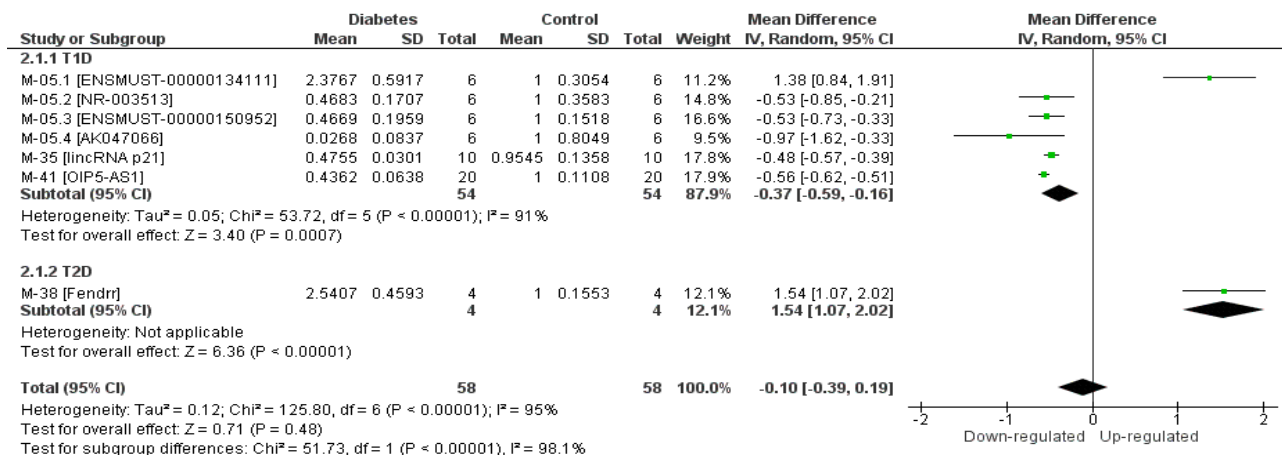 Diabetes Control Mean Difference Mean Difference
Study or Subgroup Mean SD Total Mean SD Total Weight IV, Random, 95% CI IV, Random, 95% CI
2.1.1 T1D
M-05.1 [ENSMUST-00000134111] 2.3767 0.5917 6 1 0.3054 6 11.2% 1.38 [0.84, 1.91]
M-05.2 [NR-003513] 0.4683 0.1707 6 1 0.3583 6 14.8% -0.53 [-0.85, -0.21]
M-05.3 [ENSMUST-00000150952] 0.4669 0.1959 6 1 0.1518 6 16.6% -0.53 [-0.73, -0.33]
M-05.4 [AK047066] 0.0268 0.0837 6 1 0.8049 6 9.5% -0.97 [-1.62, -0.33]
M-35 [lincRNA p21] 0.4755 0.0301 10 0.9545 0.1358 10 17.8% -0.48 [-0.57, -0.39]
M-41 [OIP5-AS1] 0.4362 0.0638 20 1 0.1108 20 17.9% -0.56 [-0.62, -0.51]
Subtotal (95% CI) 54 54 87.9% -0.37 [-0.59, -0.16]
Heterogeneity: Tau² = 0.05; Chi² = 53.72, df = 5 (P < 0.00001); I² = 91%
Test for overall effect: Z = 3.40 (P = 0.0007)
2.1.2 T2D
M-38 [Fendrr] 2.5407 0.4593 4 1 0.1553 4 12.1% 1.54 [1.07, 2.02]
Subtotal (95% CI) 4 4 12.1% 1.54 [1.07, 2.02]
Heterogeneity: Not applicable
Test for overall effect: Z = 6.36 (P < 0.00001)
Total (95% CI) 58 58 100.0% -0.10 [-0.39, 0.19]
Heterogeneity: Tau² = 0.12; Chi² = 125.80, df = 6 (P < 0.00001); I² = 95%
Test for overall effect: Z = 0.71 (P = 0.48)
Test for subgroup differences: Chi² = 51.73, df = 1 (P < 0.00001), I² = 98.1%
-2 -1 0 1 2
Down-regulated Up-regulated